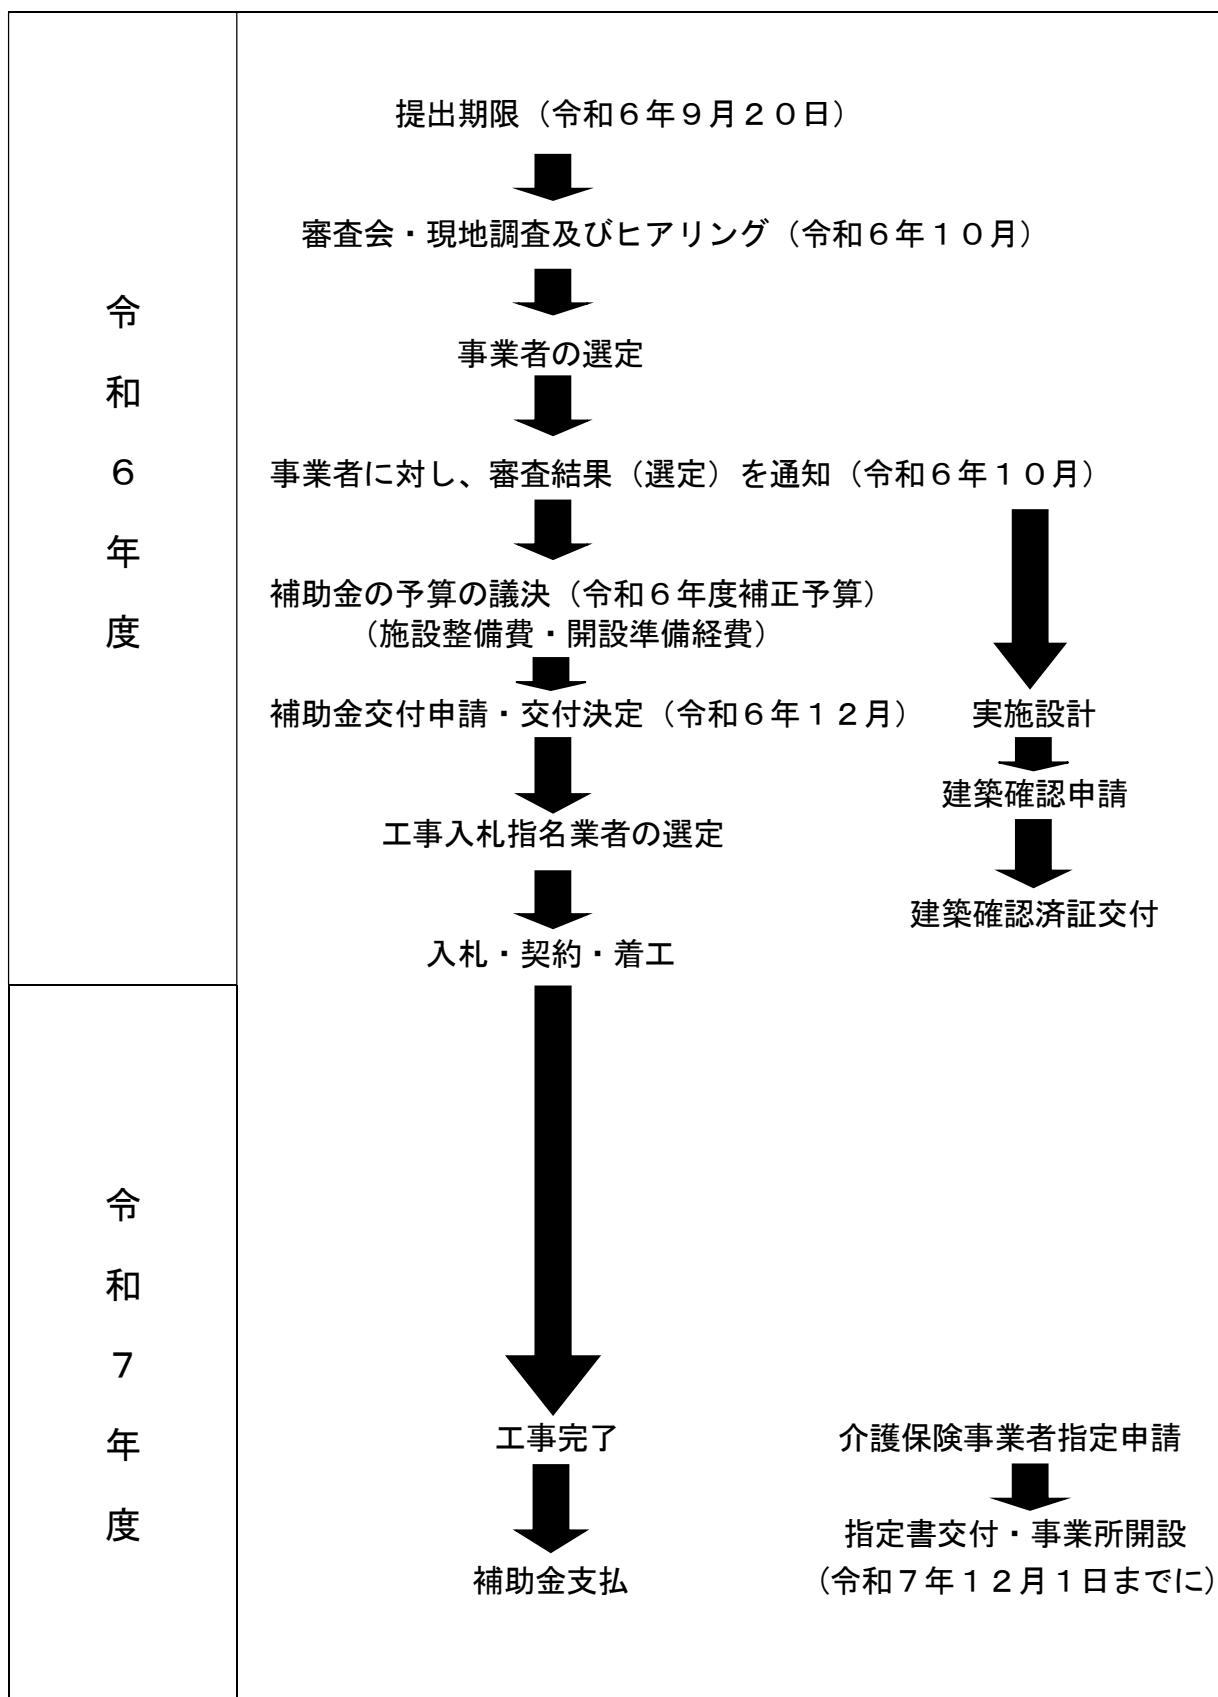 令和６年度
提出期限（令和６年９月２０日）
審査会・現地調査及びヒアリング（令和６年１０月）
事業者の選定
事業者に対し、審査結果（選定）を通知（令和６年１０月）
補助金の予算の議決（令和６年度補正予算）
（施設整備費・開設準備経費）
補助金交付申請・交付決定（令和６年１２月）
実施設計
建築確認申請
工事入札指名業者の選定
建築確認済証交付
入札・契約・着工
令和７年度
工事完了
介護保険事業者指定申請
指定書交付・事業所開設
補助金支払
（令和７年１２月１日までに）